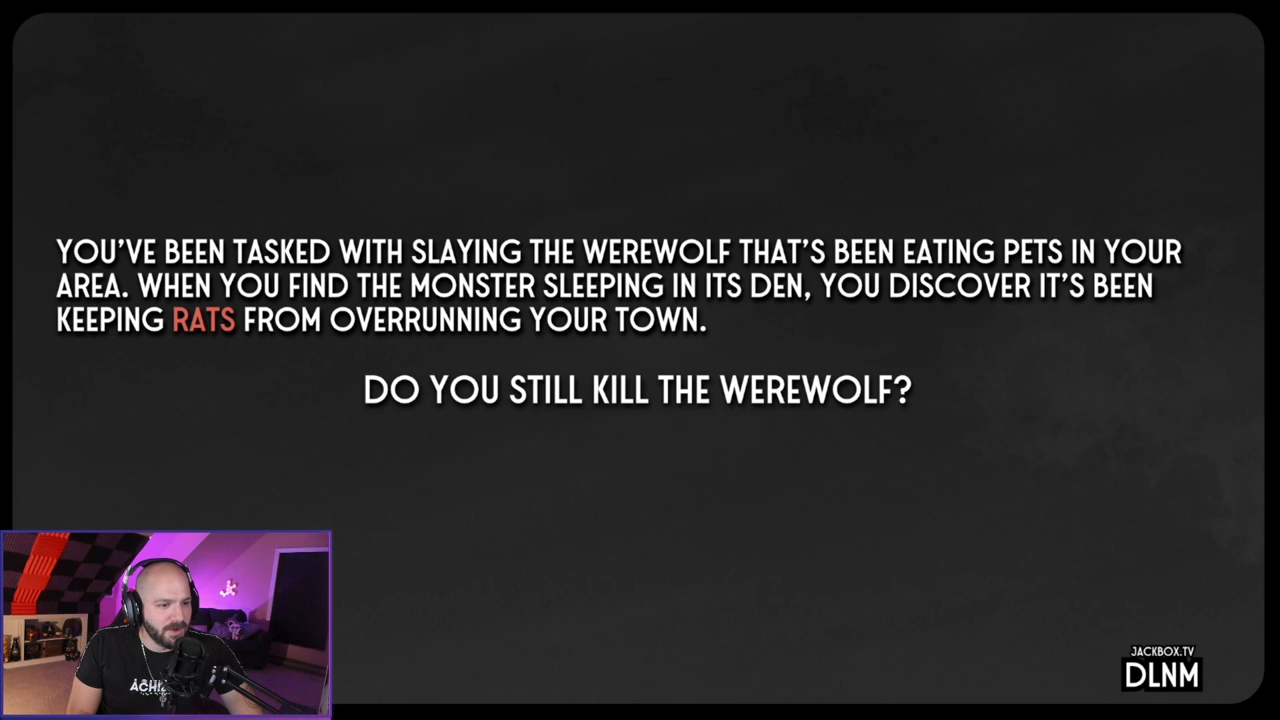 YOU'VE BEEN TASKED WITH SLAYING THE WEREWOLF THAT'S BEEN EATING PETS IN YOUR
AREA. WHEN YOU FIND THE MONSTER SLEEPING IN ITS DEN, YOU DISCOVER IT'S BEEN
KEEPING RATS FROM OVERRUNNING YOUR TOWN.
DO YOU STILL KILL THE WEREWOLF?
JACKBOX.TV
DLNM